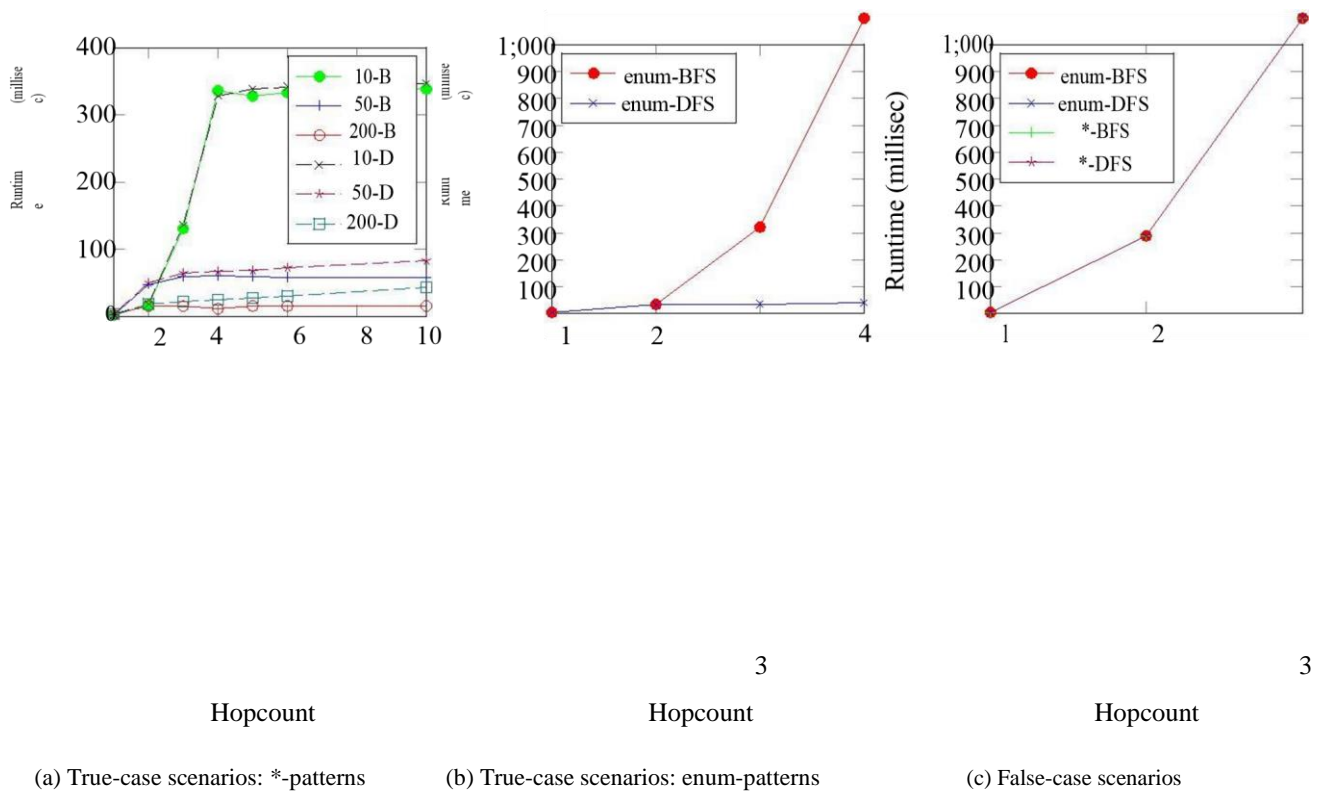 400
300
200
100
0
(millise
c)
Runtim
e
10-B
50-B
200-B
10-D
50-D
200-D
2
4
6
8
10
c)
me
1;000
900
800
700
600
500
400
300
200
100
enum-BFS
enum-DFS
1
2
4
Runtime (millisec)
1;000
900
800
700
600
500
400
300
200
100
enum-BFS
enum-DFS
*-BFS
*-DFS
1
2
3
3
Hopcount
Hopcount
Hopcount
(a) True-case scenarios: *-patterns
(b) True-case scenarios: enum-patterns
(c) False-case scenarios